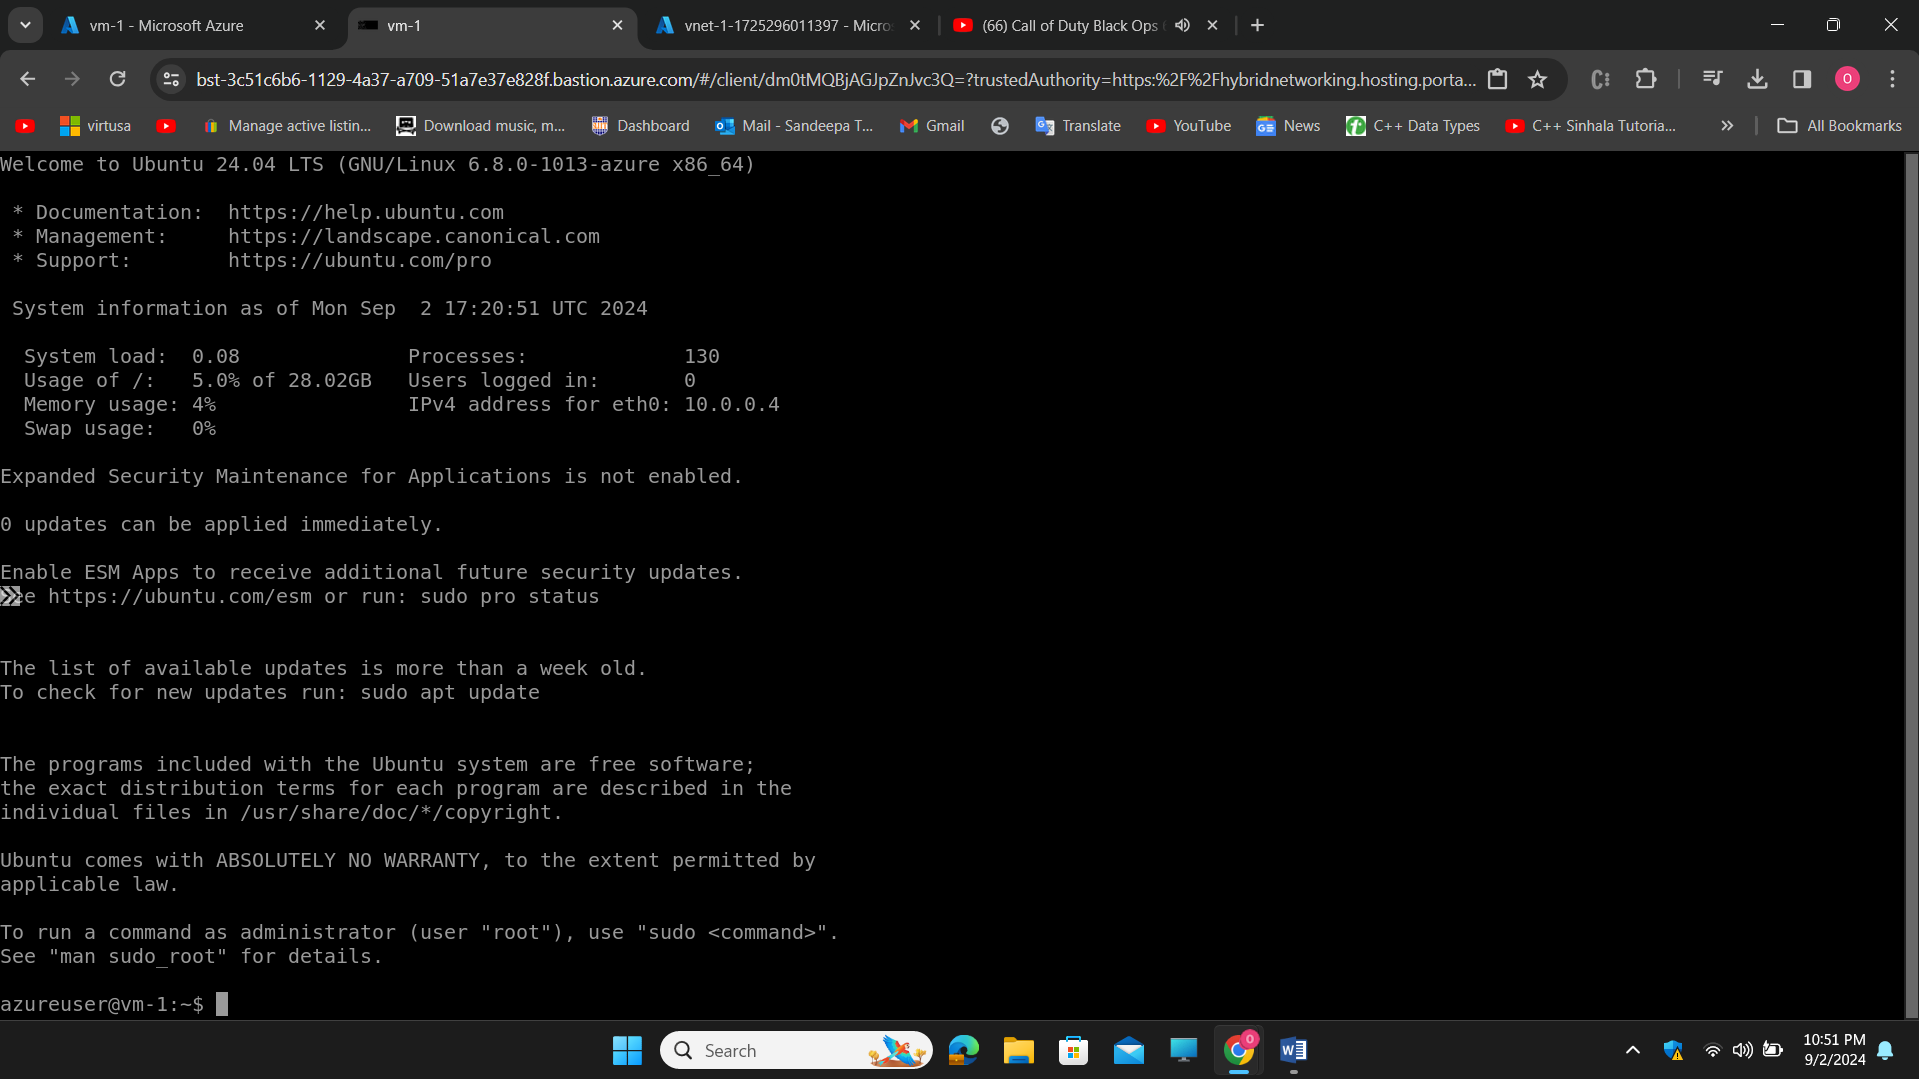 vm-1 - Microsoft Azure
vm-1
vnet-1-1725296011397 - Micro
(66) Call of Duty Black Ops
bst-3c51c6b6-1129-4a37-a709-51a7e37e828f.bastion.azure.com/#/client/dm0tMQBjAGJpZnJvc3Q=?trustedAuthority=https:%2F%2Fhybridnetworking.hosting.porta...
O
virtusa
Manage active listin...
Download music, m...
Dashboard
Mail - Sandeepa T...
Gmail
Translate
YouTube
News
C++ Data Types
C++ Sinhala Tutoria...
All Bookmarks
Welcome to Ubuntu 24.04 LTS (GNU/Linux 6.8.0-1013-azure x86_64)
* Documentation: https://help.ubuntu.com
* Management: https://landscape.canonical.com
* Support: https://ubuntu.com/pro
System information as of Mon Sep 2 17:20:51 UTC 2024
System load: 0.08 Processes: 130
Usage of /: 5.0% of 28.02GB Users logged in: 0
Memory usage: 4% IPv4 address for eth0: 10.0.0.4
Swap usage: 0%
Expanded Security Maintenance for Applications is not enabled.
0 updates can be applied immediately.
Enable ESM Apps to receive additional future security updates.
https://ubuntu.com/esm or run: sudo pro status
The list of available updates is more than a week old.
To check for new updates run: sudo apt update
The programs included with the Ubuntu system are free software;
the exact distribution terms for each program are described in the
individual files in /usr/share/doc/*/copyright.
Ubuntu comes with ABSOLUTELY NO WARRANTY, to the extent permitted by
applicable law.
To run a command as administrator (user "root"), use "sudo <command>".
See "man sudo_root" for details.
azureuser@vm-1:~$
Search
10:51 PM
9/2/2024